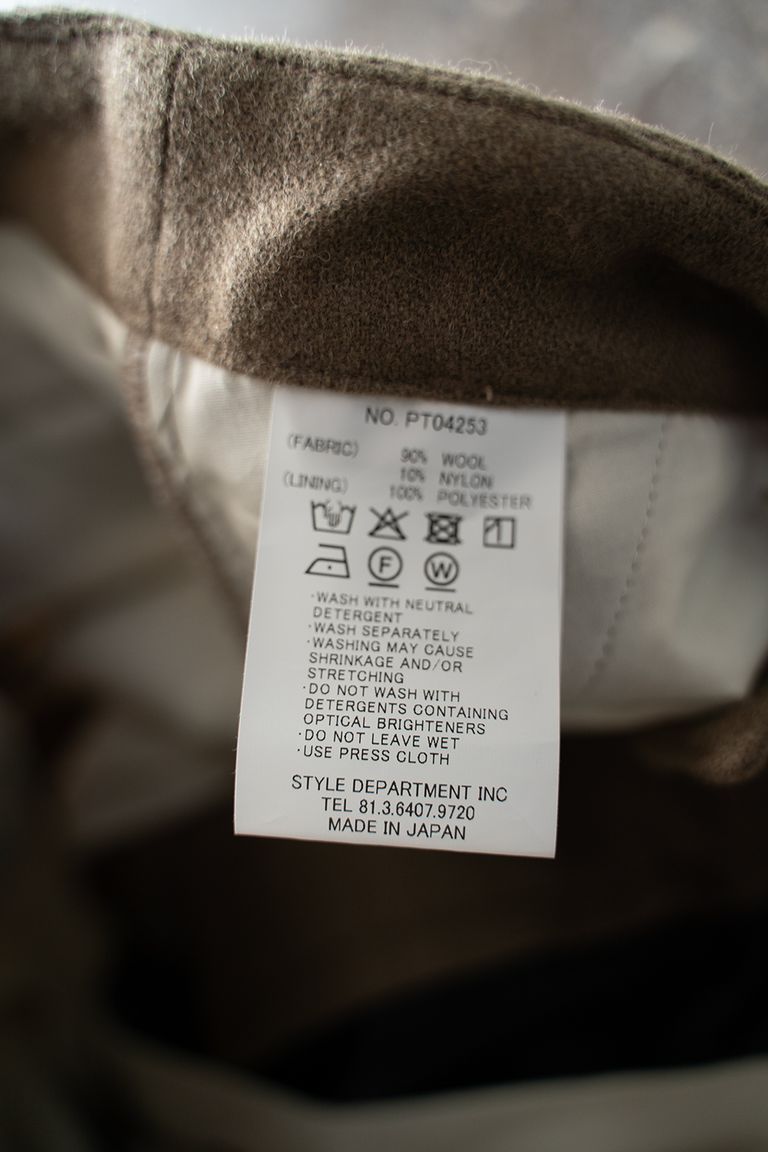 NO. PT04253
(FABRIC) 90% WOOL
10% NYLON
(LINING) 100% POLYESTER
F W
·WASH WITH NEUTRAL
DETERGENT
·WASH SEPARATELY
·WASHING MAY CAUSE
SHRINKAGE AND/OR
STRETCHING
·DO NOT WASH WITH
DETERGENTS CONTAINING
OPTICAL BRIGHTENERS
·DO NOT LEAVE WET
·USE PRESS CLOTH
STYLE DEPARTMENT INC
TEL 81.3.6407.9720
MADE IN JAPAN